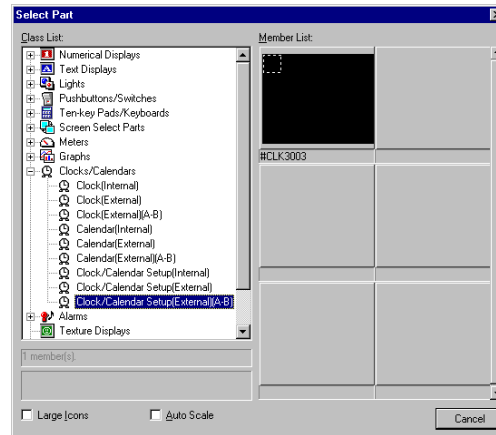 Select Part
Class List:
Member List:
Numerical Displays
Text Displays
Lights
Pushbuttons/Switches
Ten-key Pads/Keyboards
Screen Select Parts
Meters
Graphs
Clocks/Calendars
Clock(Internal)
Clock(External)
Clock(External)(A-B)
Calendar(Internal)
Calendar(External)
Calendar(External)(A-B)
Clock/Calendar Setup(Internal)
Clock/Calendar Setup(External)
Clock/Calendar Setup(External)(A-B)
Alarms
Texture Displays
#CLK3003
1 member(s).
Large Icons
Auto Scale
Cancel